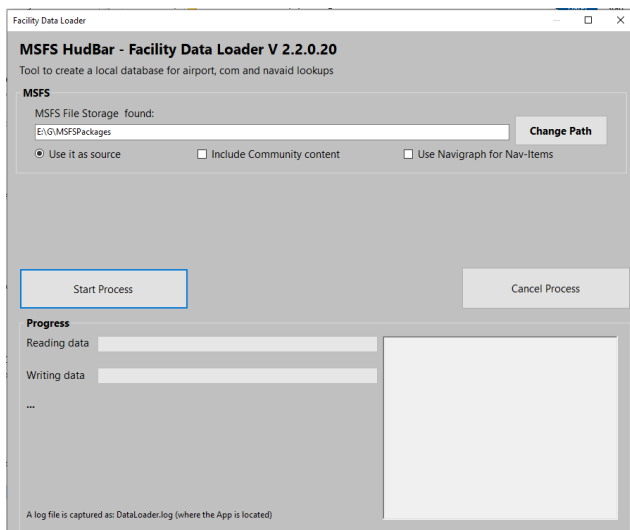 Facility Data Loader
MSFS HudBar - Facility Data Loader V 2.2.0.20
Tool to create a local database for airport, com and navaid lookups
MSFS
MSFS File Storage  found:
E:\G\MSFSPackages
Change Path
Use it as source
Include Community content
Use Navigraph for Nav-Items
Start Process
Cancel Process
Progress
Reading data
Writing data
...
A log file is captured as: DataLoader.log (where the App is located)